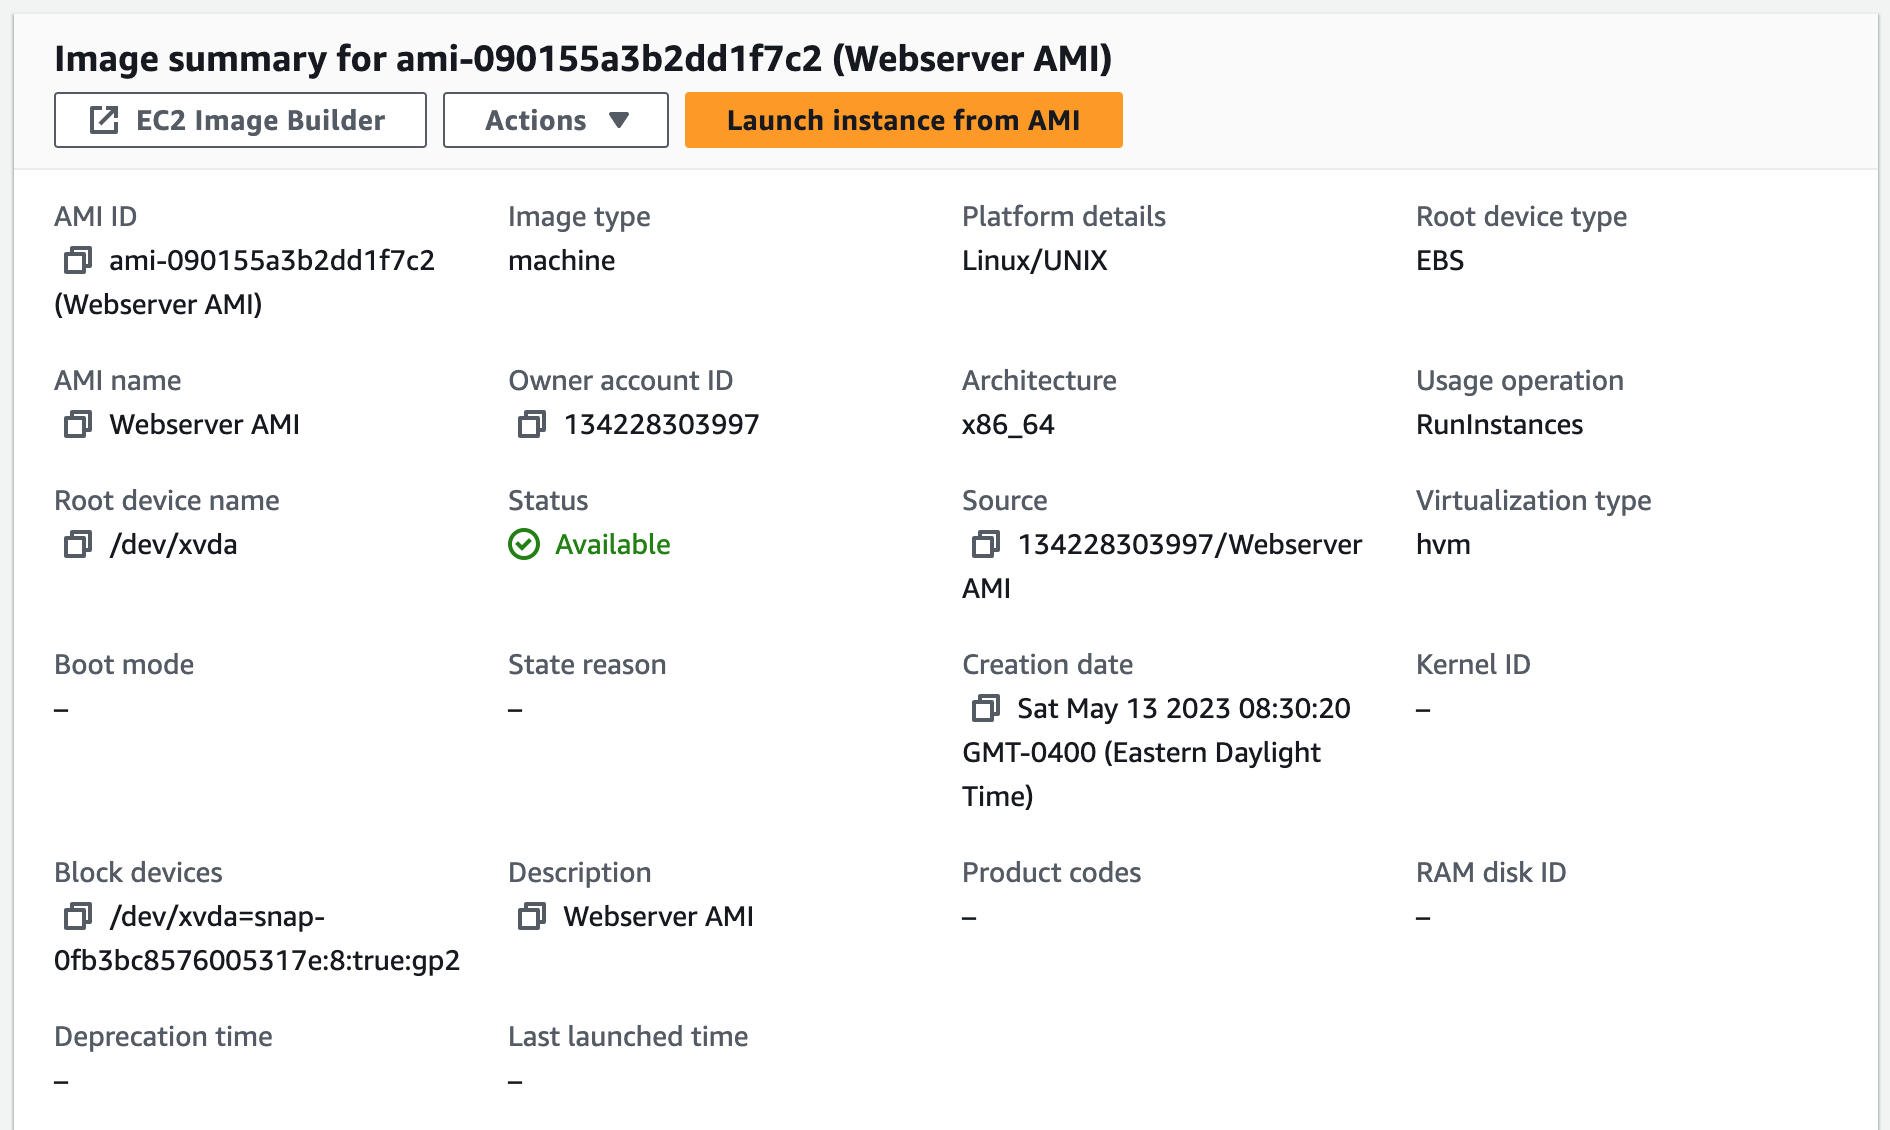 Image summary for ami-090155a3b2dd1f7c2 (Webserver AMI)
EC2 Image Builder
Actions
Launch instance from AMI
AMI ID
ami-090155a3b2dd1f7c2
(Webserver AMI)
Image type
machine
Platform details
Linux/UNIX
Root device type
EBS
AMI name
Webserver AMI
Owner account ID
134228303997
Architecture
x86_64
Usage operation
RunInstances
Root device name
/dev/xvda
Status
Available
Source
134228303997/Webserver
AMI
Virtualization type
hvm
Boot mode
–
State reason
–
Creation date
Sat May 13 2023 08:30:20
GMT-0400 (Eastern Daylight
Time)
Kernel ID
–
Block devices
/dev/xvda=snap-
0fb3bc8576005317e:8:true:gp2
Description
Webserver AMI
Product codes
–
RAM disk ID
–
Deprecation time
–
Last launched time
–